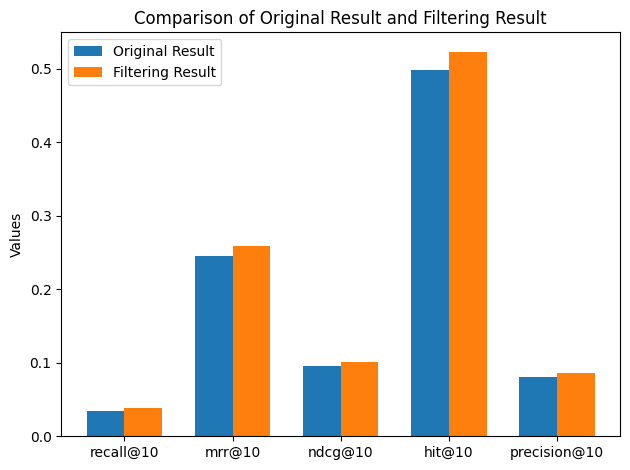 Comparison of Original Result and Filtering Result
Original Result
Filtering Result
Values
0.5
0.4
0.3
0.2
0.1
0.0
recall@10 mrr@10 ndcg@10 hit@10 precision@10